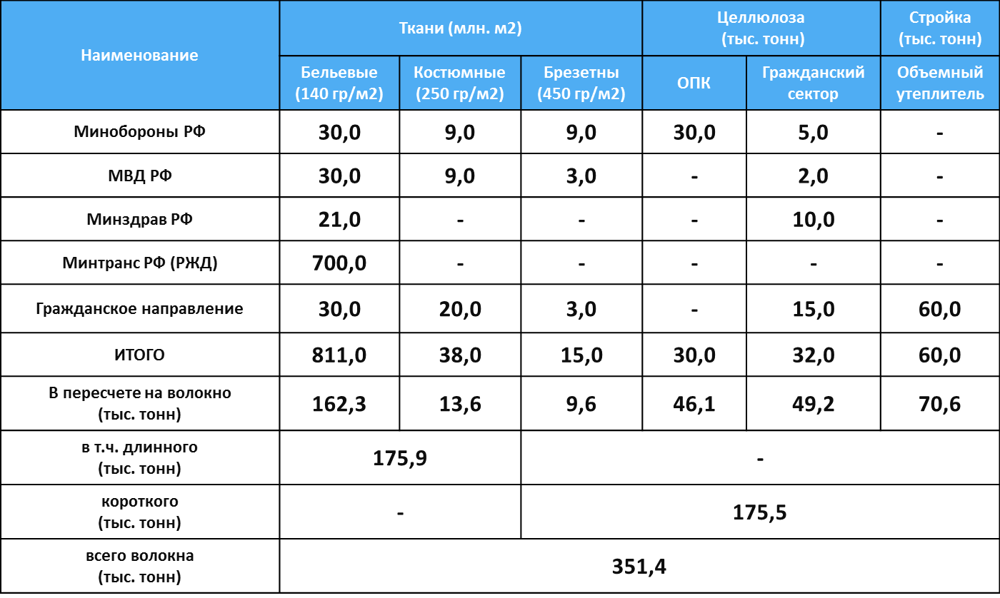 Наименование
Ткани (млн. м2)
Целлюлоза
(тыс. тонн)
Стройка
(тыс. тонн)
Бельевые
(140 гр/м2)
Костюмные
(250 гр/м2)
Брезетны
(450 гр/м2)
ОПК
Гражданский
сектор
Объемный
утеплитель
Минобороны РФ 30,0 9,0 9,0 30,0 5,0 -
МВД РФ 30,0 9,0 3,0 - 2,0 -
Минздрав РФ 21,0 - - - 10,0 -
Минтранс РФ (РЖД) 700,0 - - - - -
Гражданское направление 30,0 20,0 3,0 - 15,0 60,0
ИТОГО 811,0 38,0 15,0 30,0 32,0 60,0
В пересчете на волокно
(тыс. тонн)
162,3 13,6 9,6 46,1 49,2 70,6
в т.ч. длинного
(тыс. тонн)
175,9 -
короткого
(тыс. тонн)
- 175,5
всего волокна
(тыс. тонн)
351,4